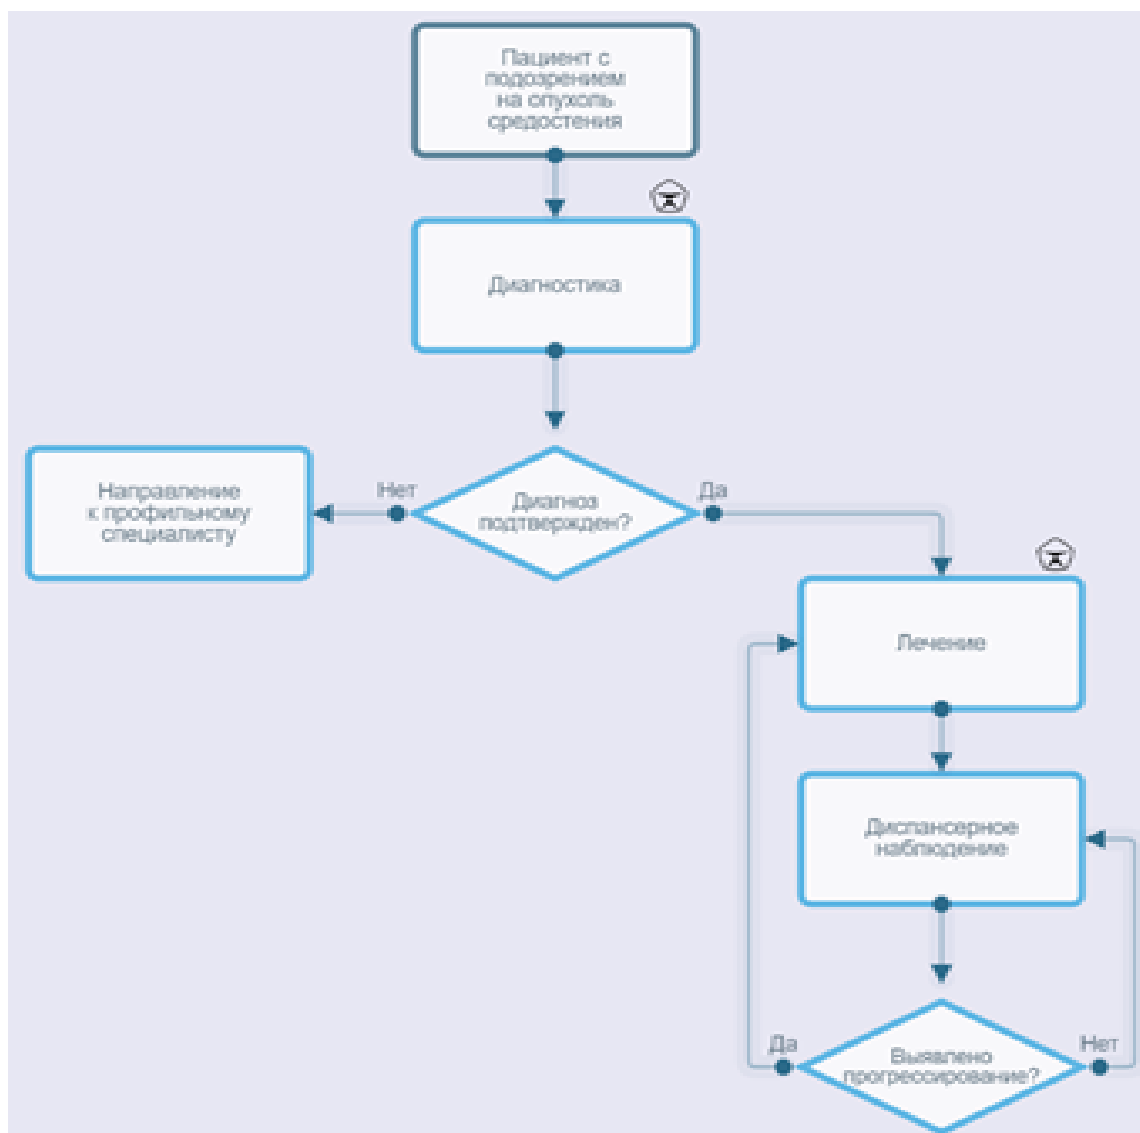 Пациент с
подозрением
на опухоль
средостения
Диагностика
Нет
Диагноз
подтвержден?
Да
Направление
к профильному
специалисту
Лечение
Диспансерное
наблюдение
Да
Выявлено
прогрессирование?
Нет